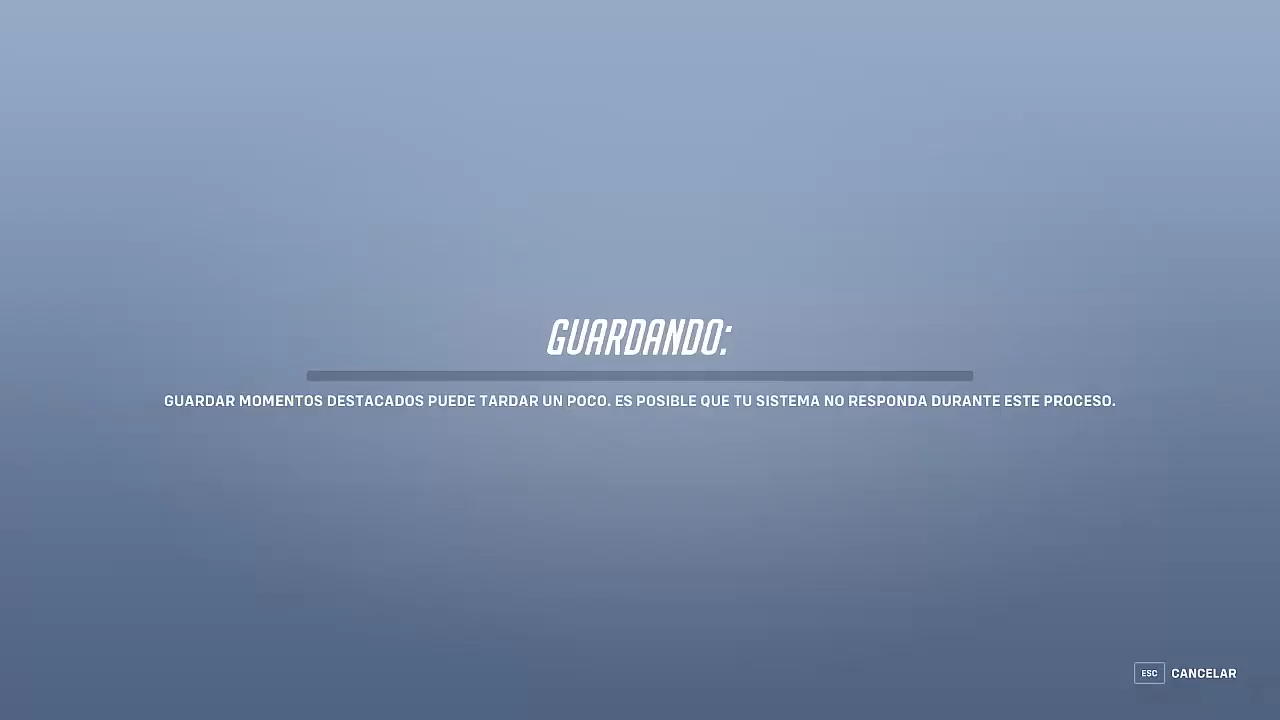 GUARDANDO:
GUARDAR MOMENTOS DESTACADOS PUEDE TARDAR UN POCO. ES POSIBLE QUE TU SISTEMA NO RESPONDA DURANTE ESTE PROCESO.
ESC CANCELAR